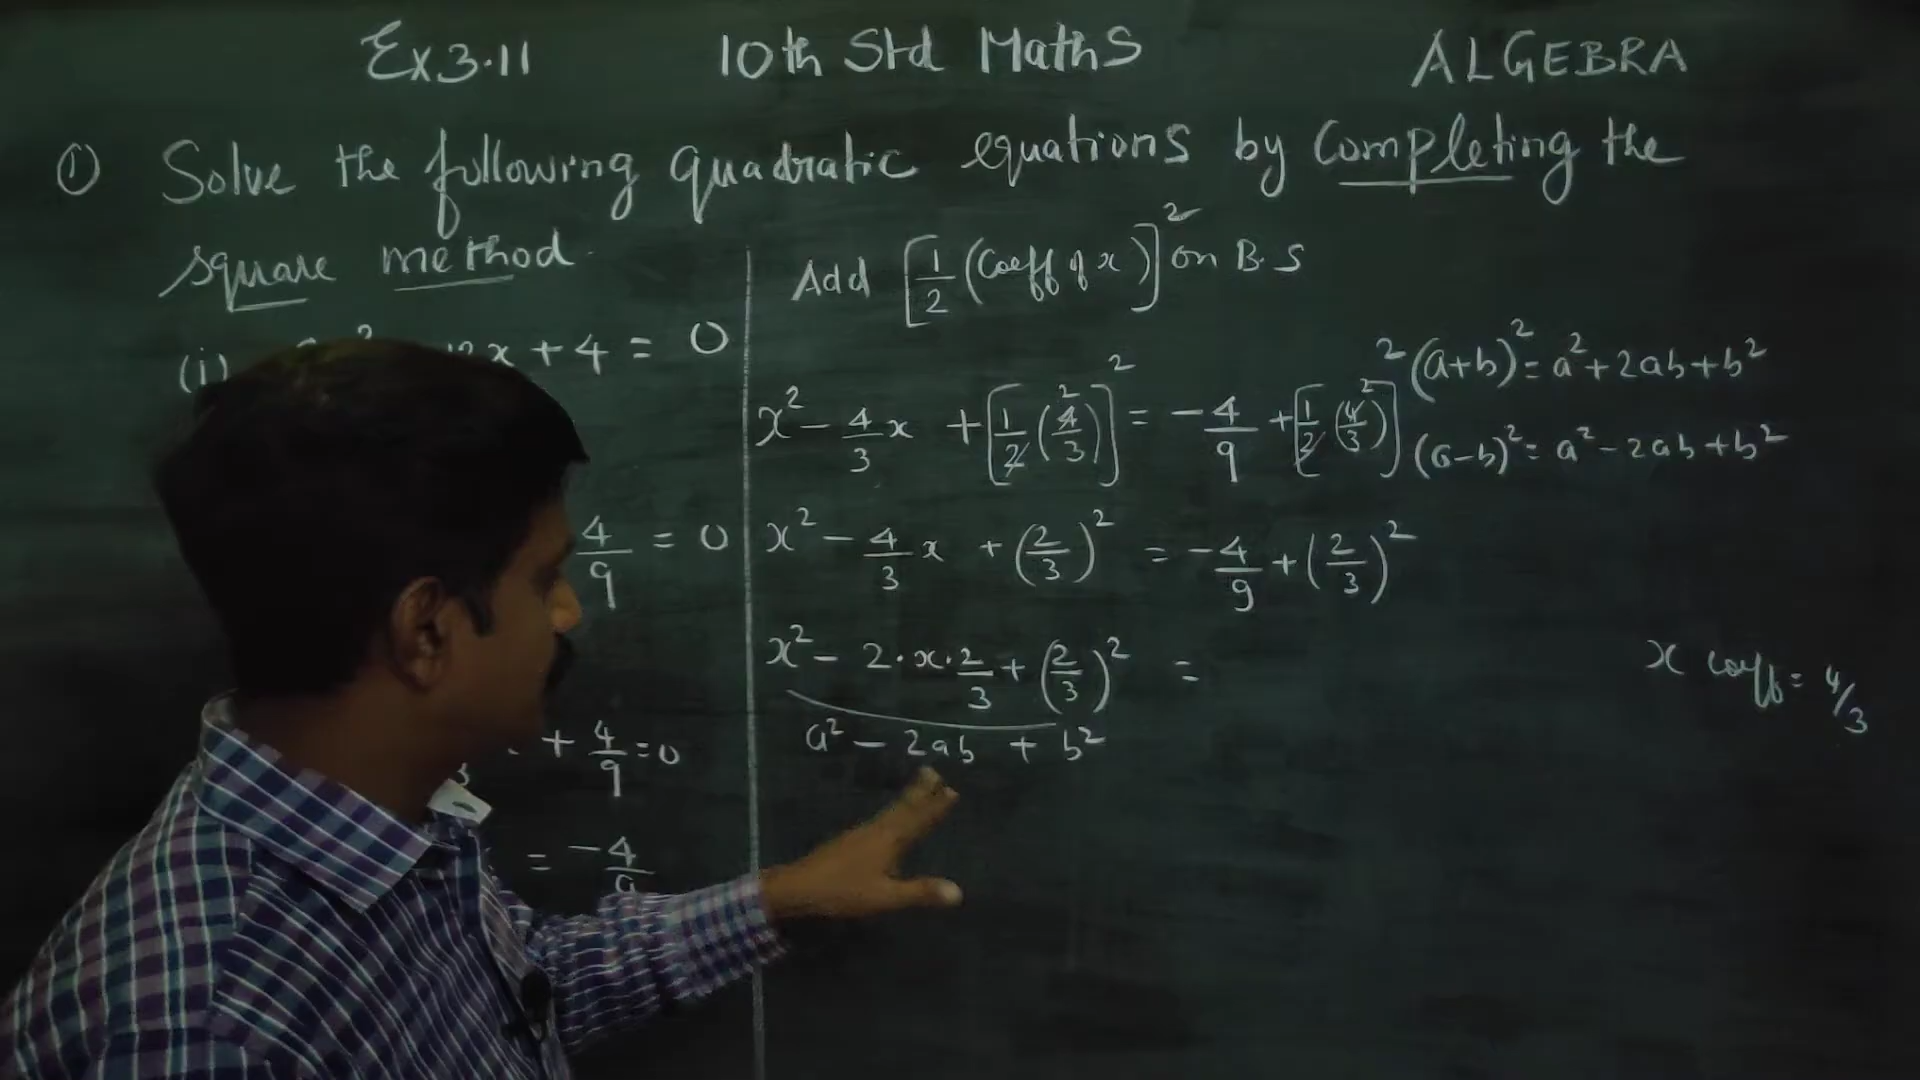 Ex 3.11 10th Std Maths ALGEBRA
① Solve the following quadratic equations by completing the
square method.
(i) x + 4 = 0
4/9 = 0
+ 4/9 = 0
= -4/9
Add [1/2 (Coeff of x)]² on B.S
x² - 4/3 x + [1/2 (4/3)]² = -4/9 + [1/2 (4/3)]²
x² - 4/3 x + (2/3)² = -4/9 + (2/3)²
x² - 2·x·2/3 + (2/3)² =
a² - 2ab + b²
(a+b)² = a² + 2ab + b²
(a-b)² = a² - 2ab + b²
x coeff = 4/3